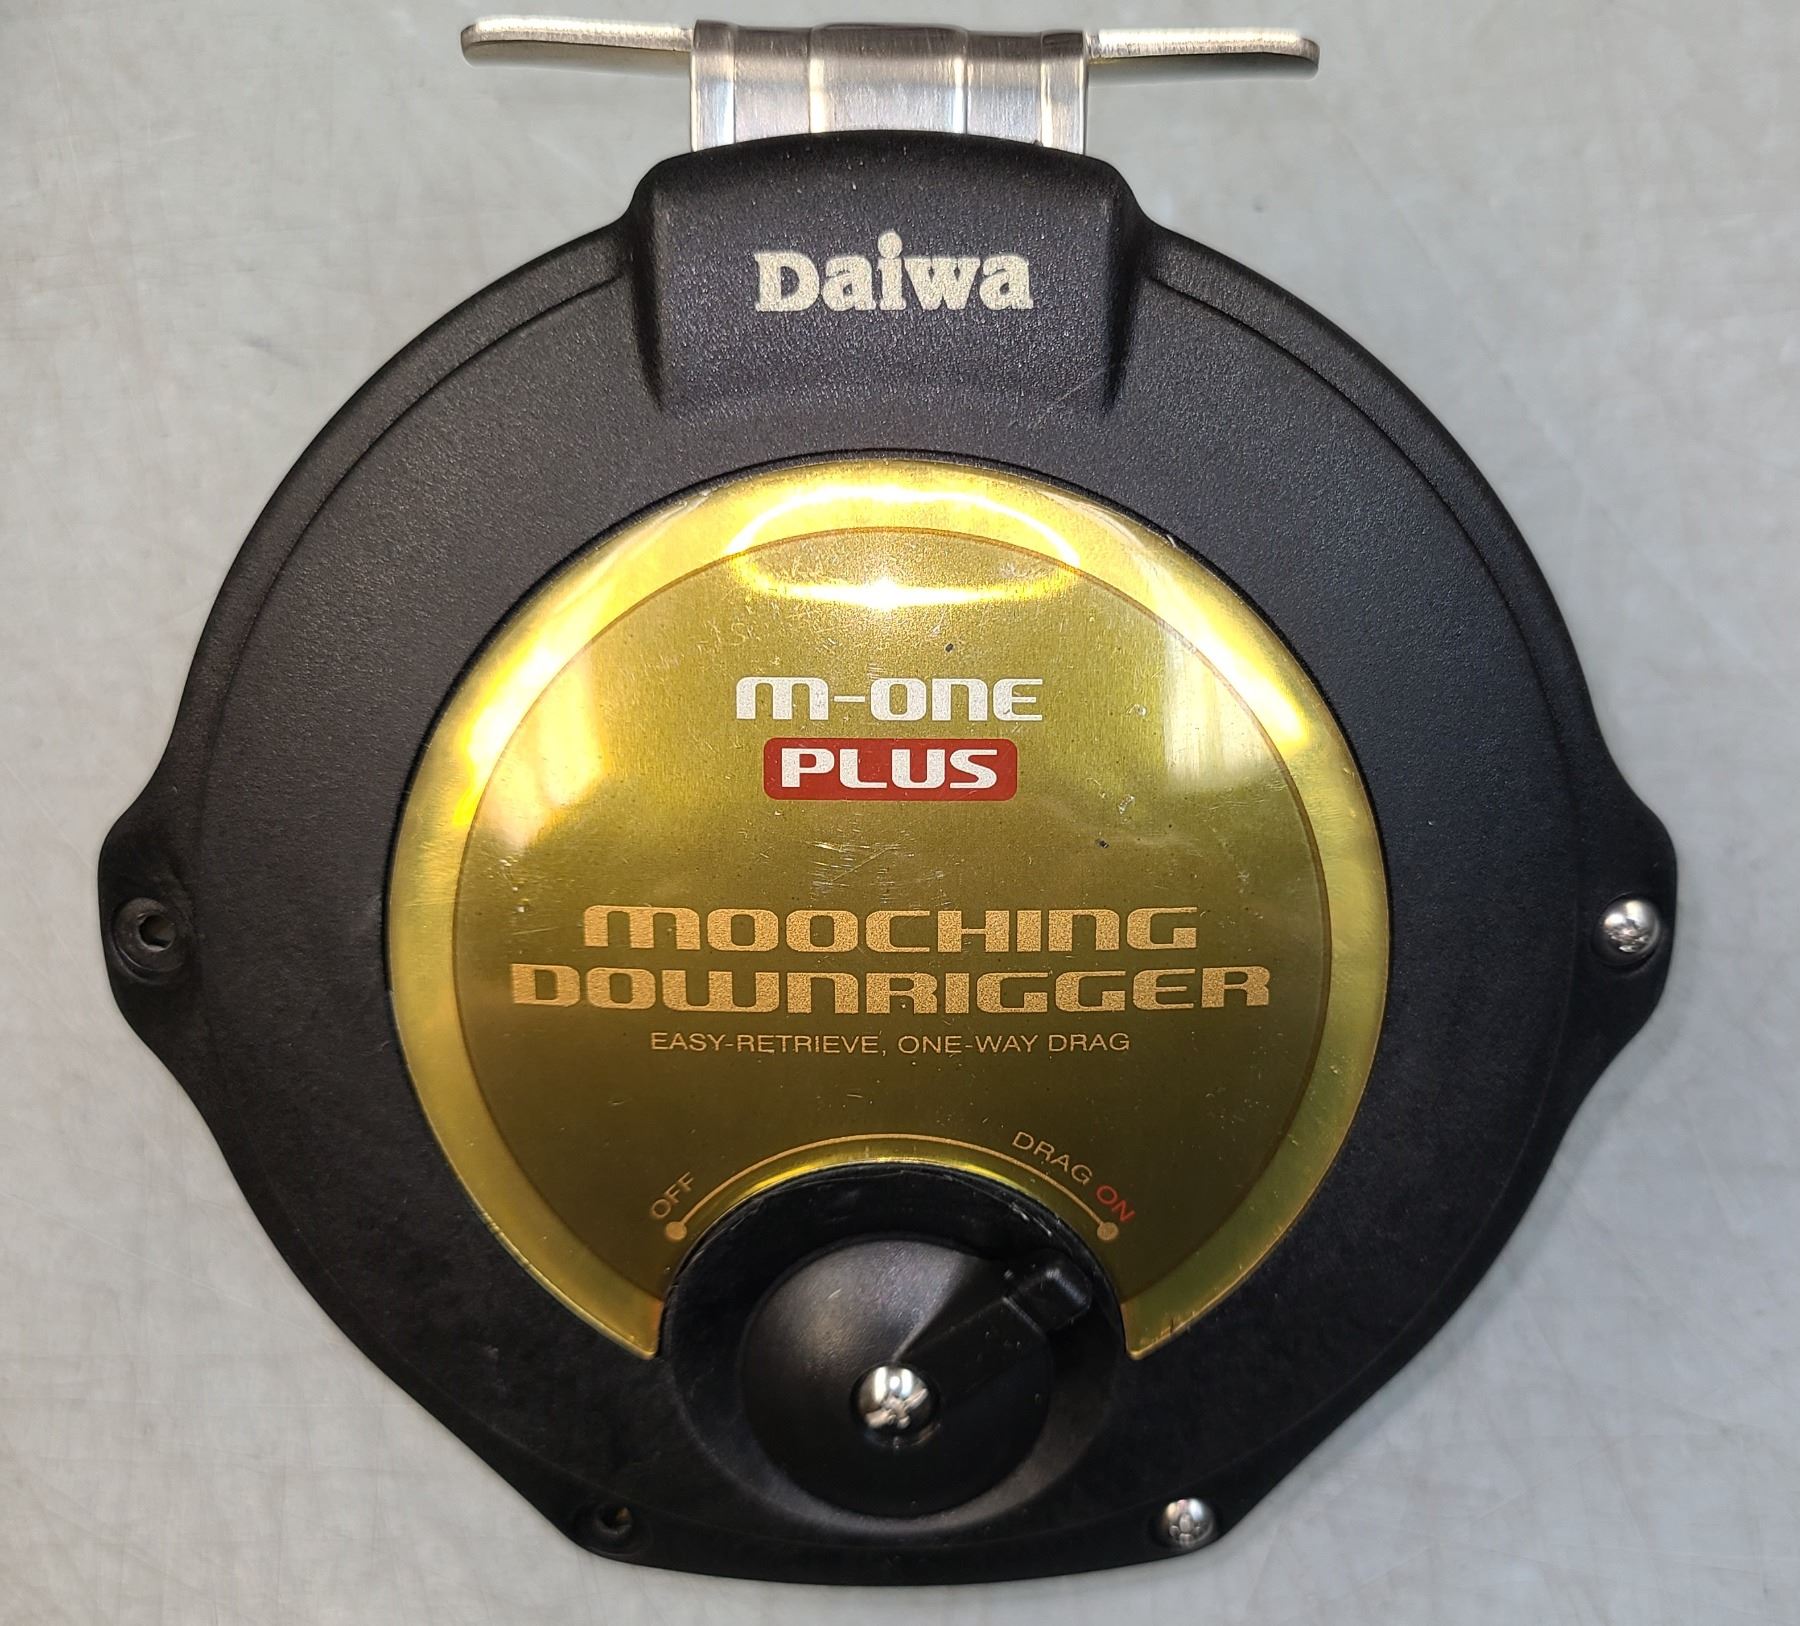 Daiwa
m-one
PLUS
MOOCHING
DOWNRIGGER
EASY-RETRIEVE, ONE-WAY DRAG
OFF DRAG ON